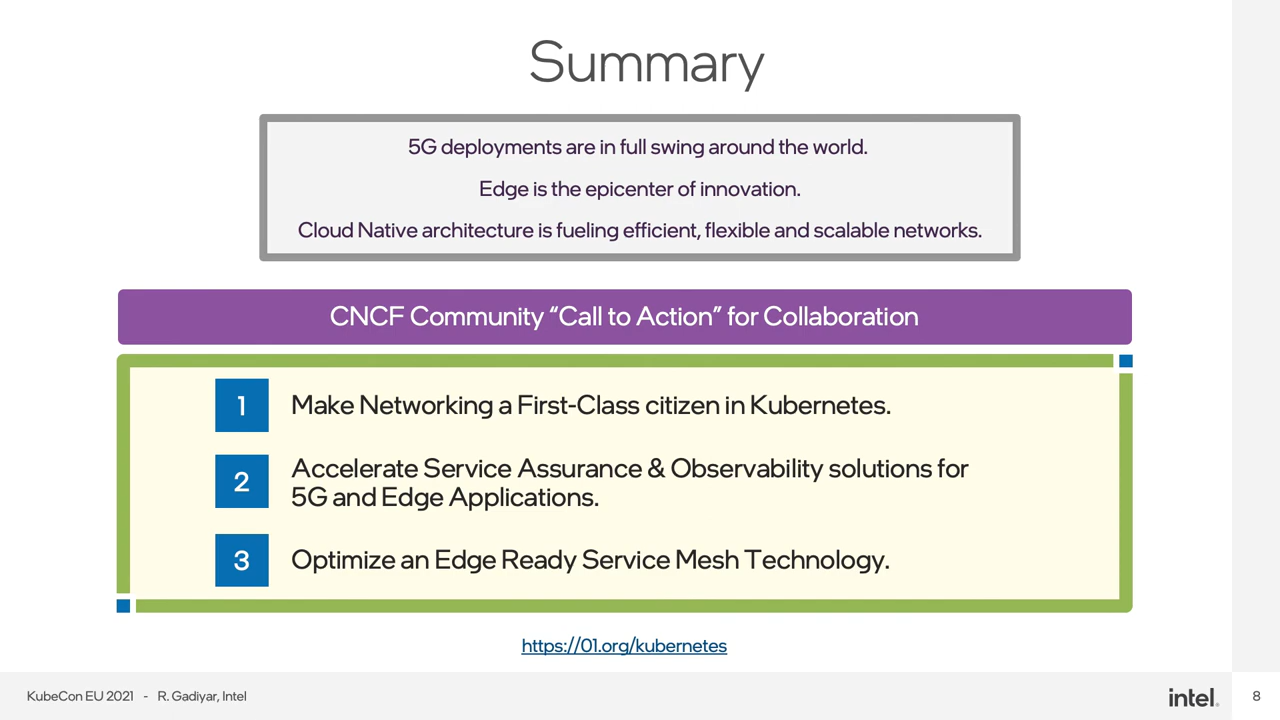 Summary
5G deployments are in full swing around the world.
Edge is the epicenter of innovation.
Cloud Native architecture is fueling efficient, flexible and scalable networks.
CNCF Community “Call to Action” for Collaboration
1 Make Networking a First-Class citizen in Kubernetes.
2 Accelerate Service Assurance & Observability solutions for
5G and Edge Applications.
3 Optimize an Edge Ready Service Mesh Technology.
https://01.org/kubernetes
KubeCon EU 2021 - R. Gadiyar, Intel
intel.
8